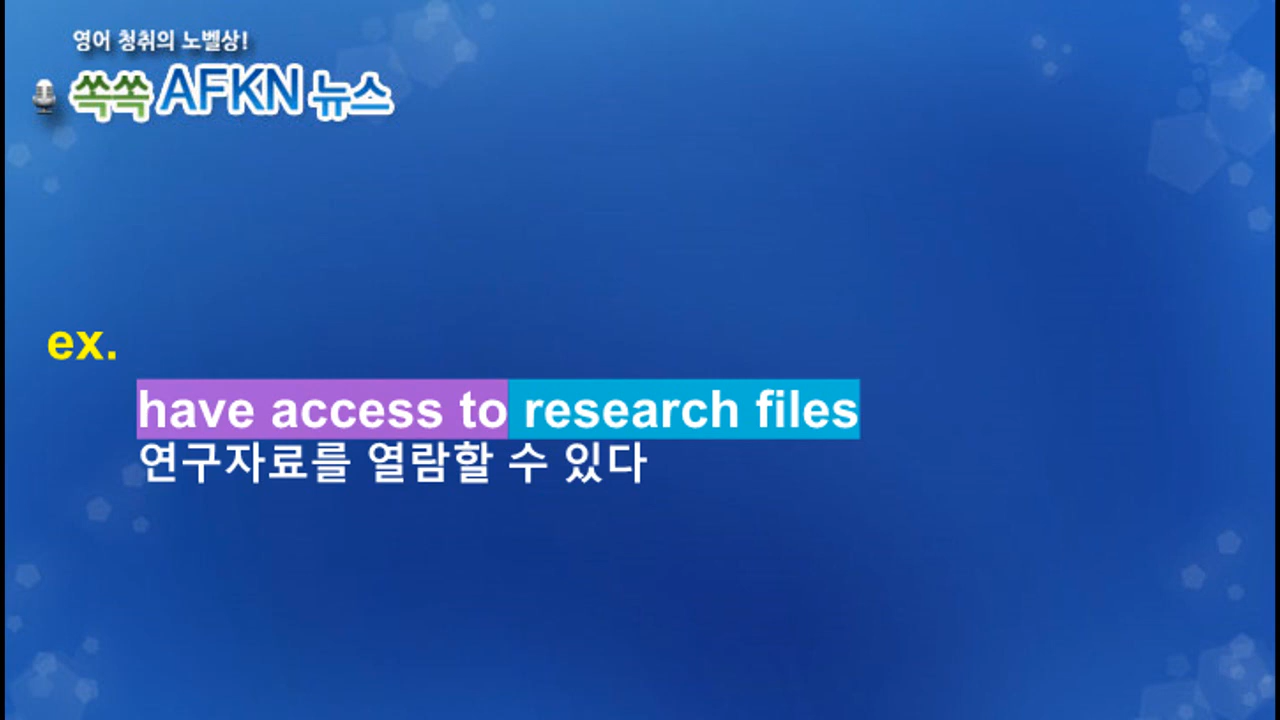 영어 청취의 노벨상!
쏙쏙 AFKN 뉴스
ex.
have access to research files
연구자료를 열람할 수 있다